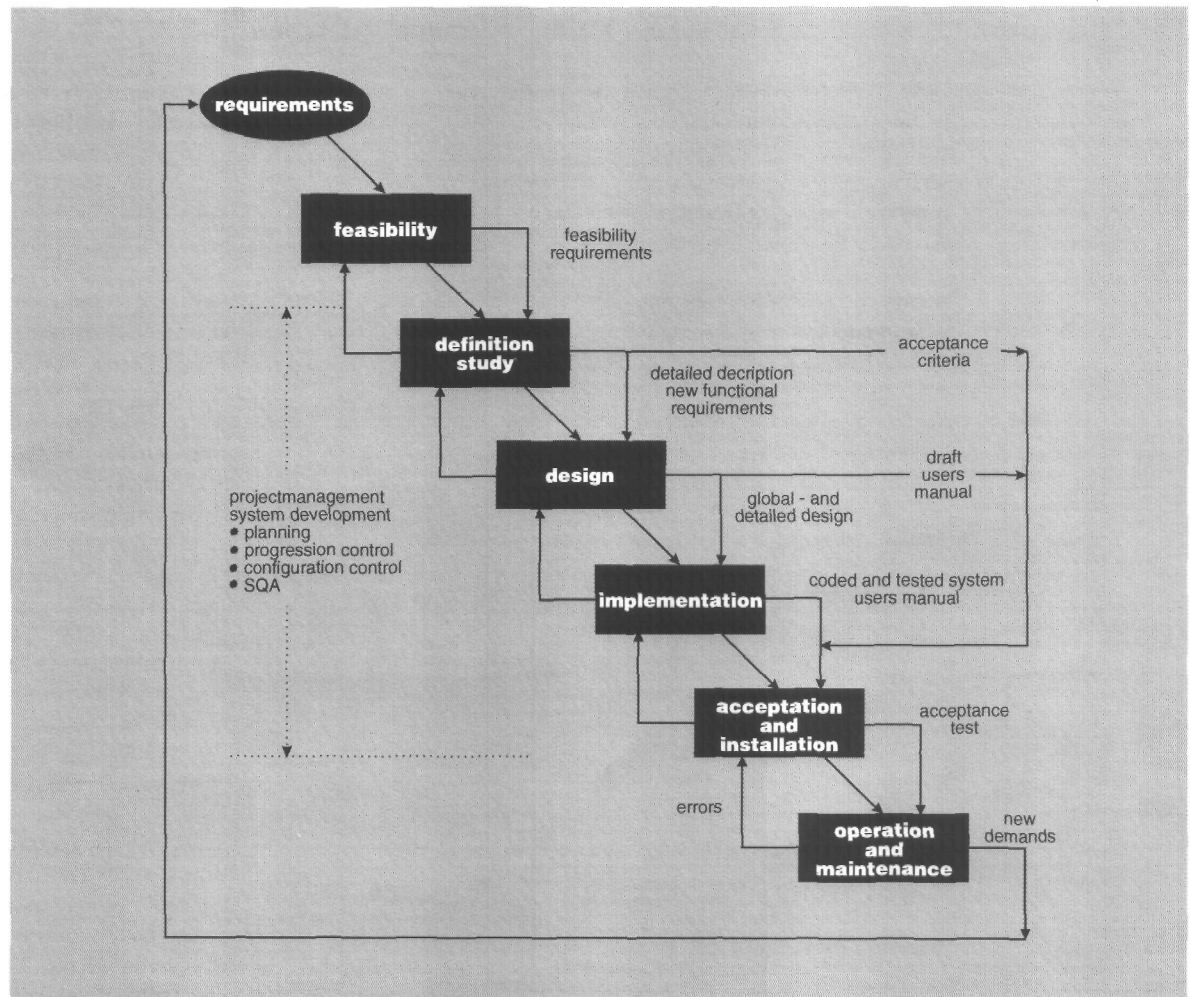 requirements
feasibility
feasibility
requirements
definition
study
acceptance
criteria
detailed decription
new functional
requirements
design
draft
users
manual
global - and
detailed design
projectmanagement
system development
• planning
• progression control
• configuration control
• SQA
implementation
coded and tested system
users manual
acceptation
and
installation
acceptance
test
errors
operation
and
maintenance
new
demands